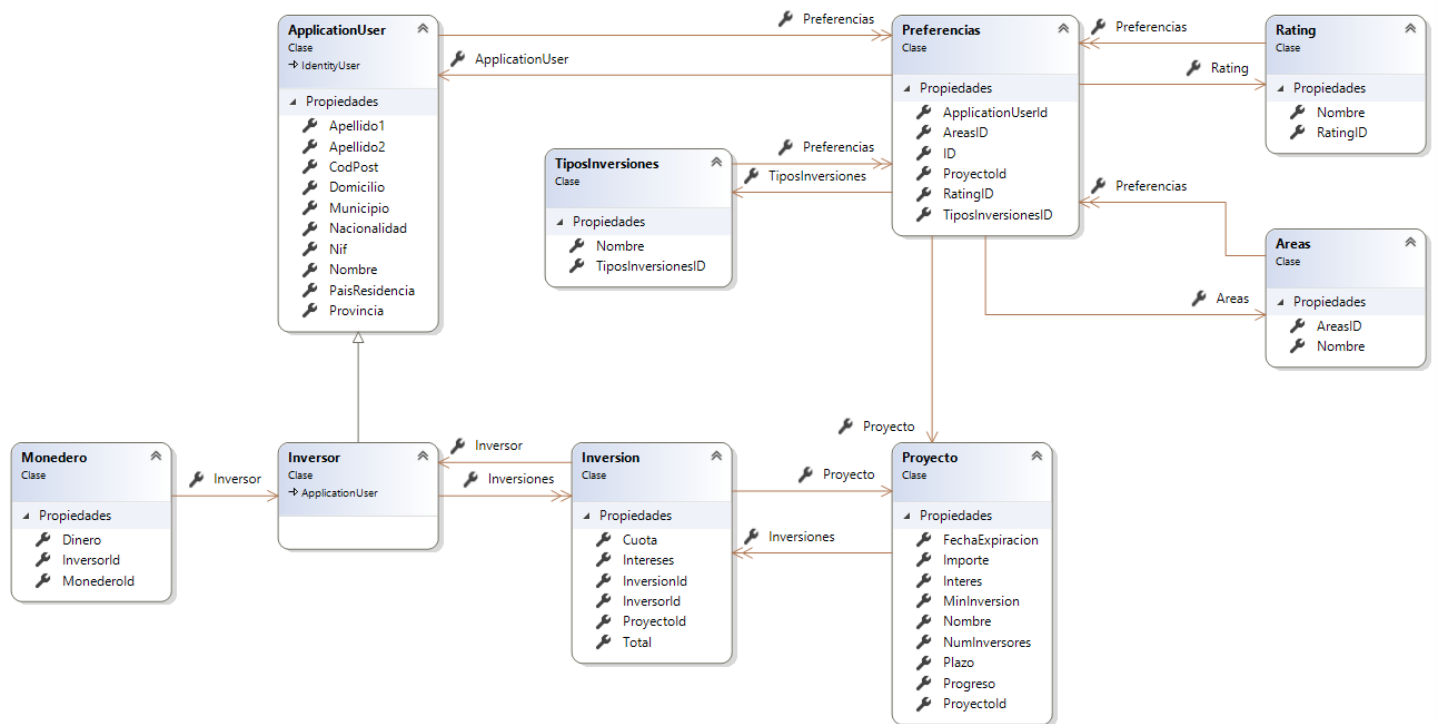 ApplicationUser
Clase
IdentityUser
Propiedades
Apellido1
Apellido2
CodPost
Domicilio
Municipio
Nacionalidad
Nif
Nombre
PaisResidencia
Provincia
Preferencias
ApplicationUser
Preferencias
Clase
Propiedades
ApplicationUserId
AreasID
ID
ProyectoId
RatingID
TiposInversionesID
Preferencias
Rating
Rating
Clase
Propiedades
Nombre
RatingID
TiposInversiones
Clase
Propiedades
Nombre
TiposInversionesID
Preferencias
TiposInversiones
Preferencias
Areas
Areas
Clase
Propiedades
AreasID
Nombre
Proyecto
Monedero
Clase
Propiedades
Dinero
InversorId
MonederoId
Inversor
Inversor
Clase
ApplicationUser
Inversor
Inversiones
Inversion
Clase
Propiedades
Cuota
Intereses
InversionId
InversorId
ProyectoId
Total
Proyecto
Inversiones
Proyecto
Clase
Propiedades
FechaExpiracion
Importe
Interes
MinInversion
Nombre
NumInversores
Plazo
Progreso
ProyectoId